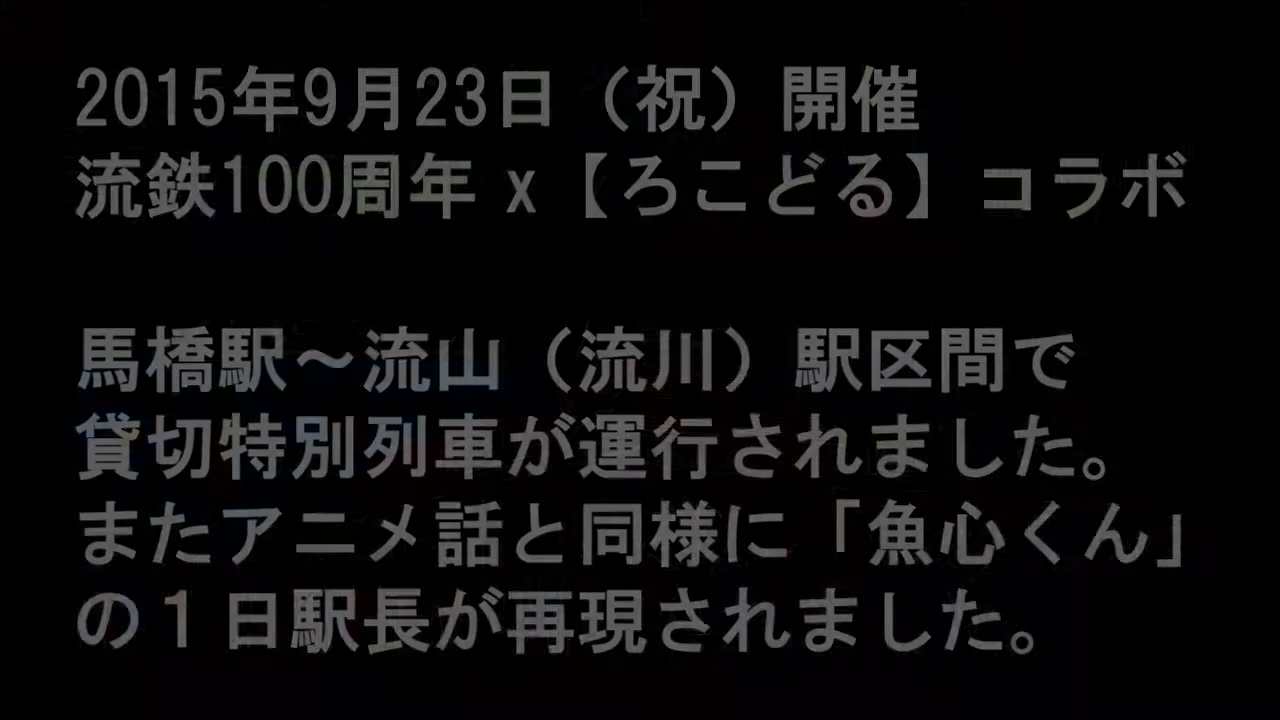 2015年9月23日（祝）開催
流鉄100周年 x【ろこどる】コラボ
馬橋駅～流山（流川）駅区間で
貸切特別列車が運行されました。
またアニメ話と同様に「魚心くん」
の１日駅長が再現されました。